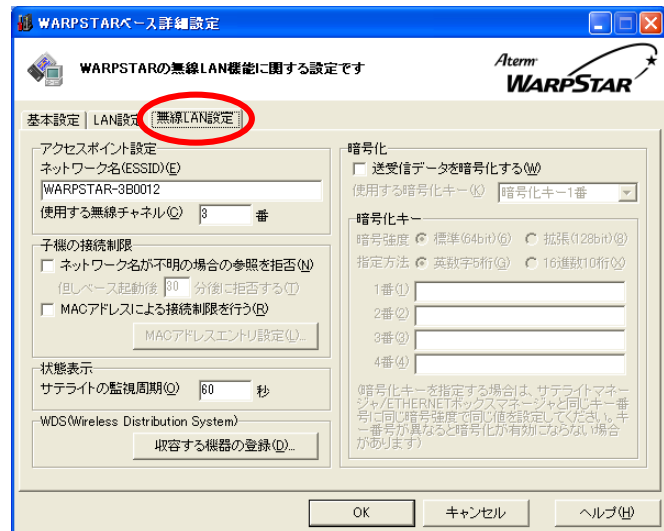 WARPSTARベース詳細設定
WARPSTARの無線LAN機能に関する設定です
Aterm
WARPSTAR
基本設定
LAN設定
無線LAN設定
アクセスポイント設定
ネットワーク名(ESSID)(E)
WARPSTAR-3B0012
使用する無線チャネル(C) 3 番
子機の接続制限
ネットワーク名が不明の場合の参照を拒否(N)
但しベース起動後 30 分後に拒否する(T)
MACアドレスによる接続制限を行う(R)
MACアドレスエントリ設定(L)...
状態表示
サテライトの監視周期(O) 60 秒
WDS(Wireless Distribution System)
収容する機器の登録(D)...
暗号化
送受信データを暗号化する(W)
使用する暗号化キー(K) 暗号化キー1番
暗号化キー
暗号強度 標準(64bit)(6) 拡張(128bit)(8)
指定方法 英数字5桁(G) 16進数10桁(X)
1番(1)
2番(2)
3番(3)
4番(4)
(暗号化キーを指定する場合は、サテライトマネー
ジャ/ETHERNETボックスマネージャと同じキー番
号に同じ暗号強度で同じ値を設定してください。キ
ー番号が異なると暗号化が有効にならない場合
があります)
OK
キャンセル
ヘルプ(H)